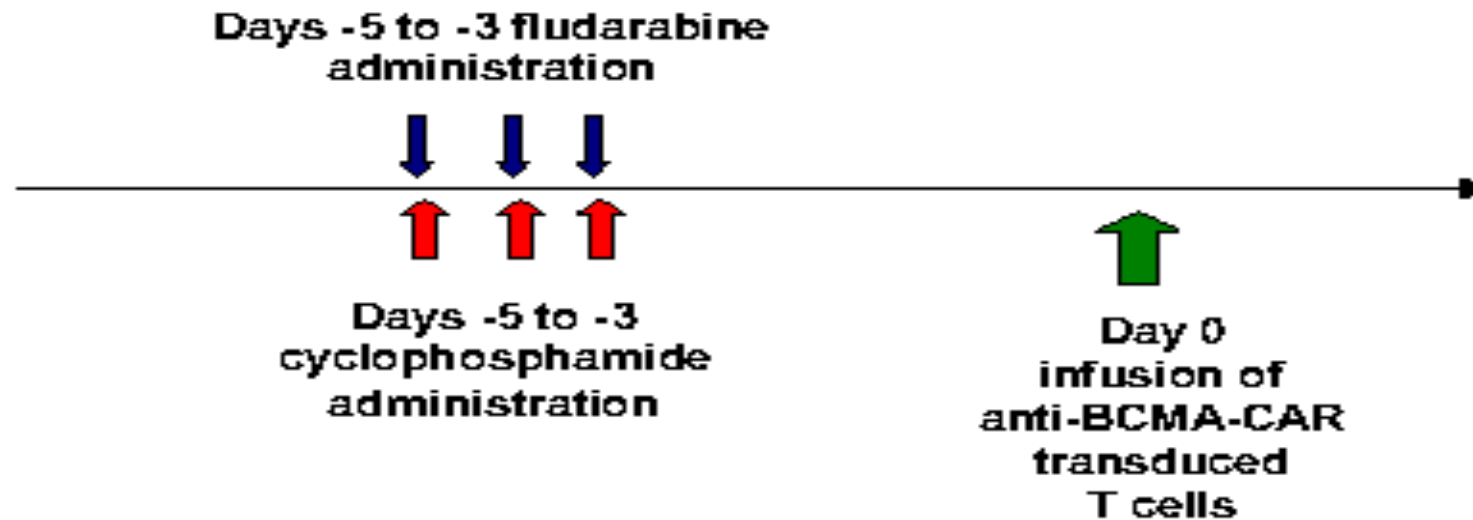 Days -5 to -3 fludarabine
administration
Days -5 to -3
cyclophosphamide
administration
Day 0
infusion of
anti-BCMA-CAR
transduced
T cells